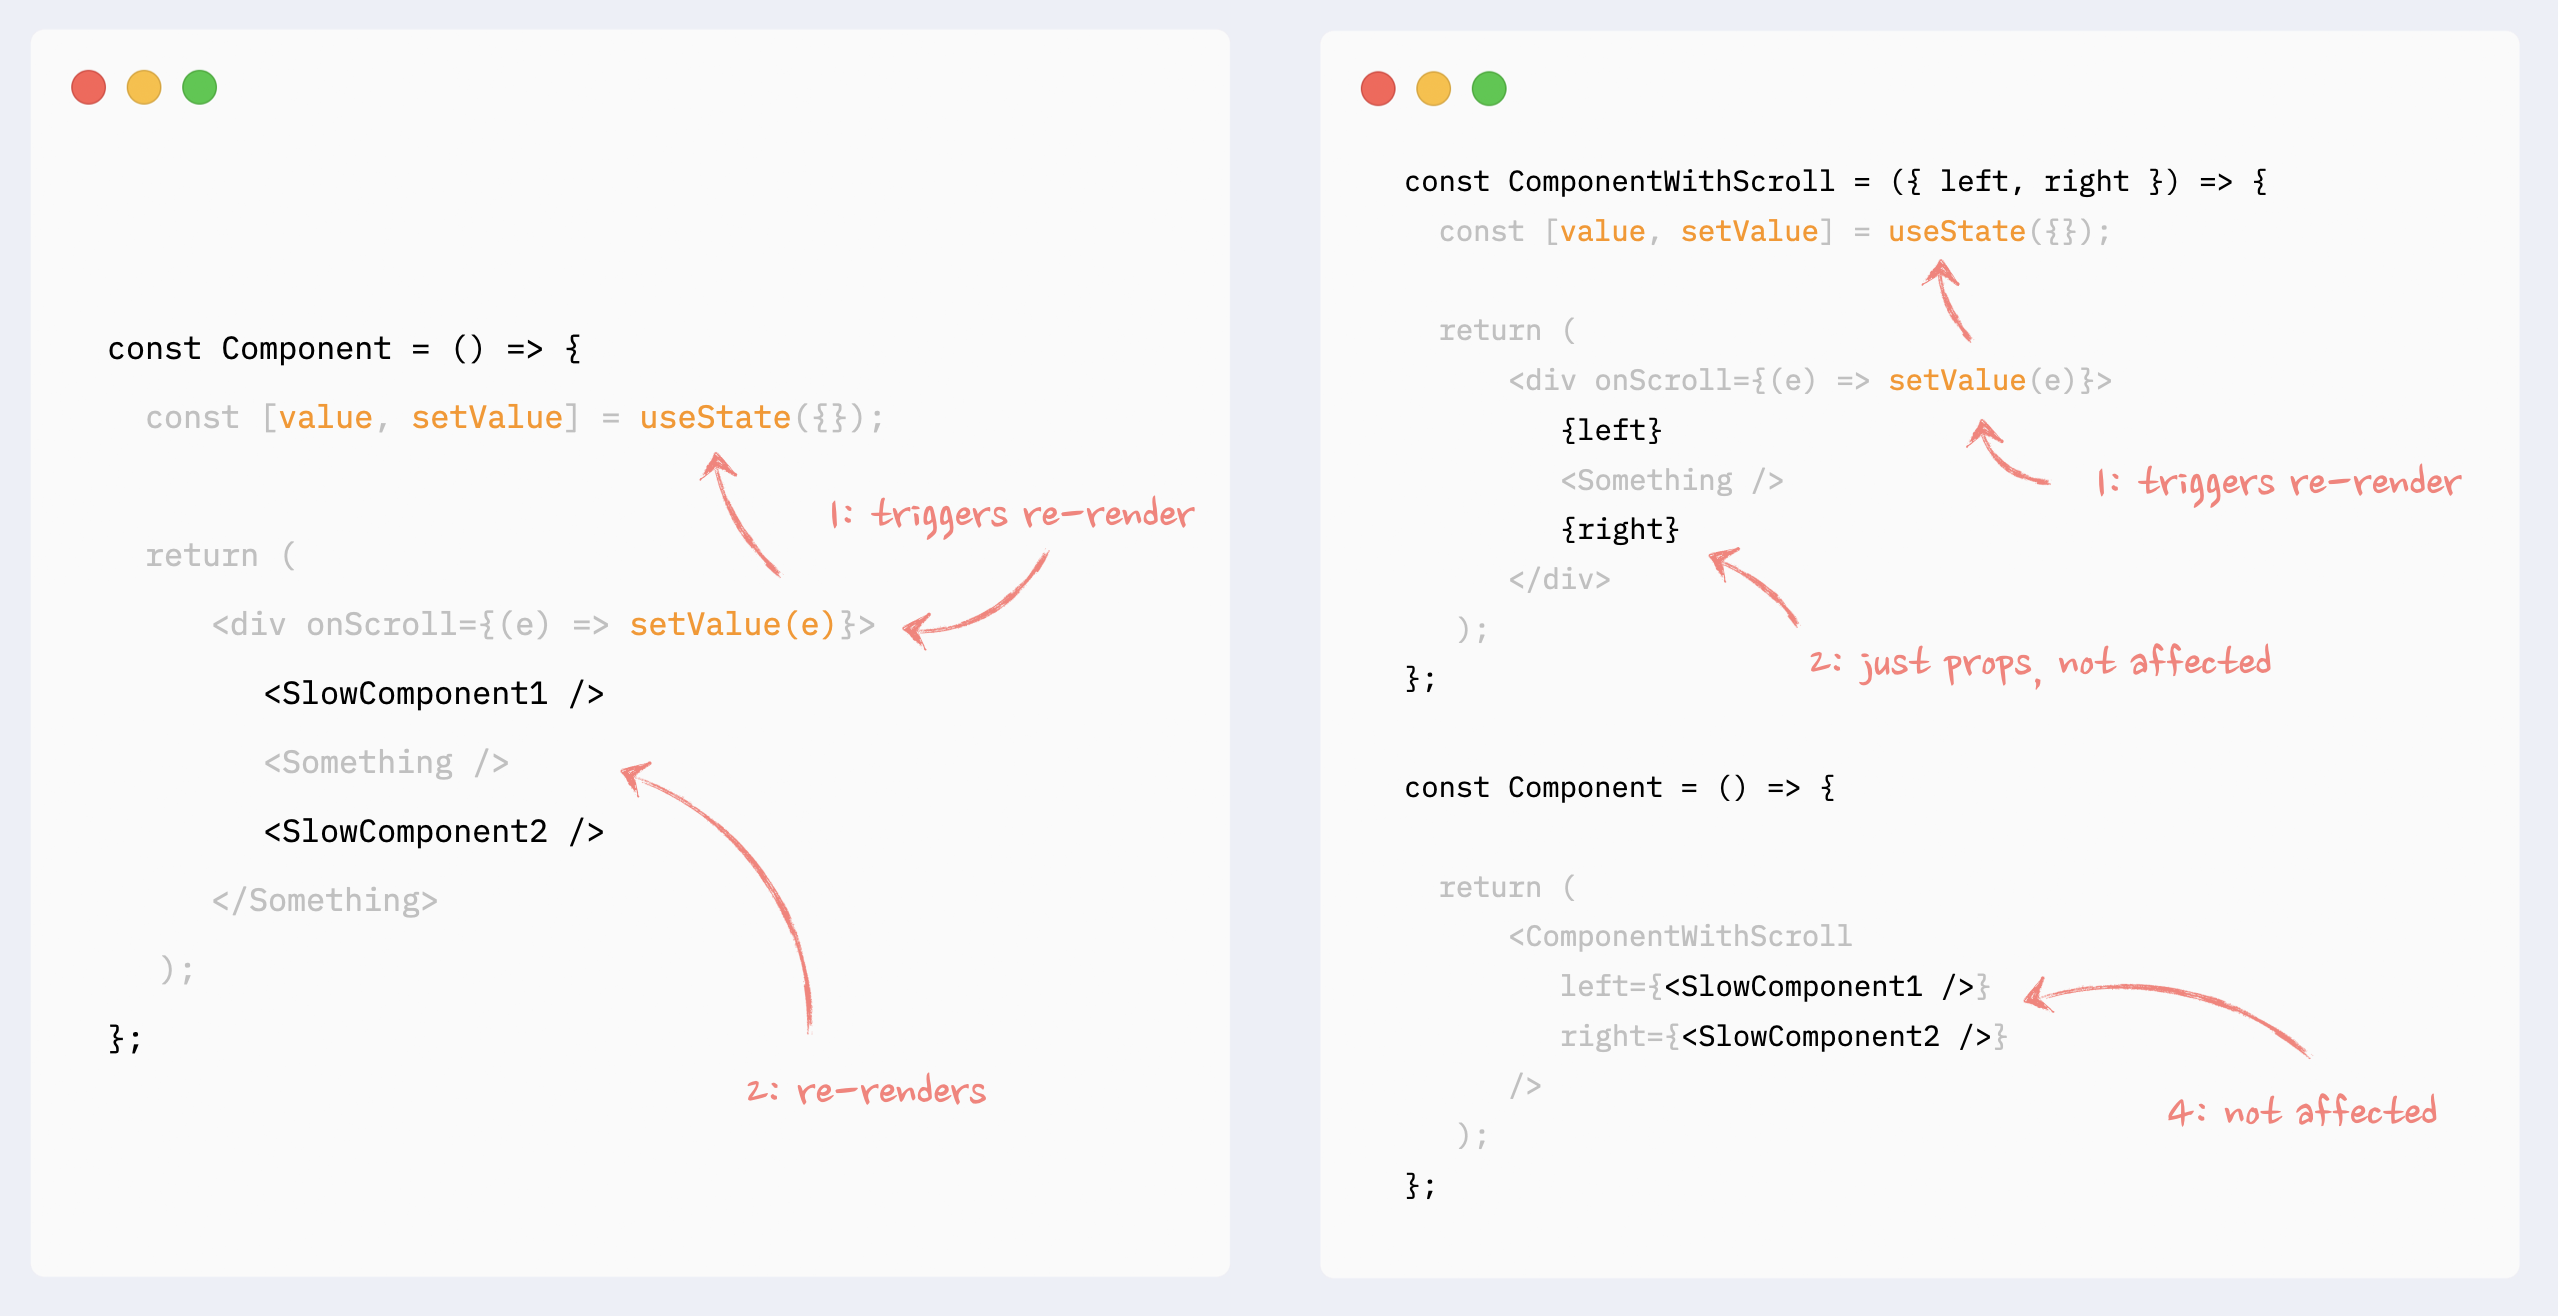 const Component = () => {
const [value, setValue] = useState({});
1: triggers re-render
return (
<div onScroll={(e) => setValue(e)}>
<SlowComponent1 />
<Something />
<SlowComponent2 />
</Something>
);
};
2: re-renders
const ComponentWithScroll = ({ left, right }) => {
const [value, setValue] = useState({});
return (
<div onScroll={(e) => setValue(e)}>
{left}
<Something />
1: triggers re-render
{right}
</div>
);
2: just props, not affected
};
const Component = () => {
return (
<ComponentWithScroll
left={<SlowComponent1 />}
right={<SlowComponent2 />}
/>
4: not affected
);
};